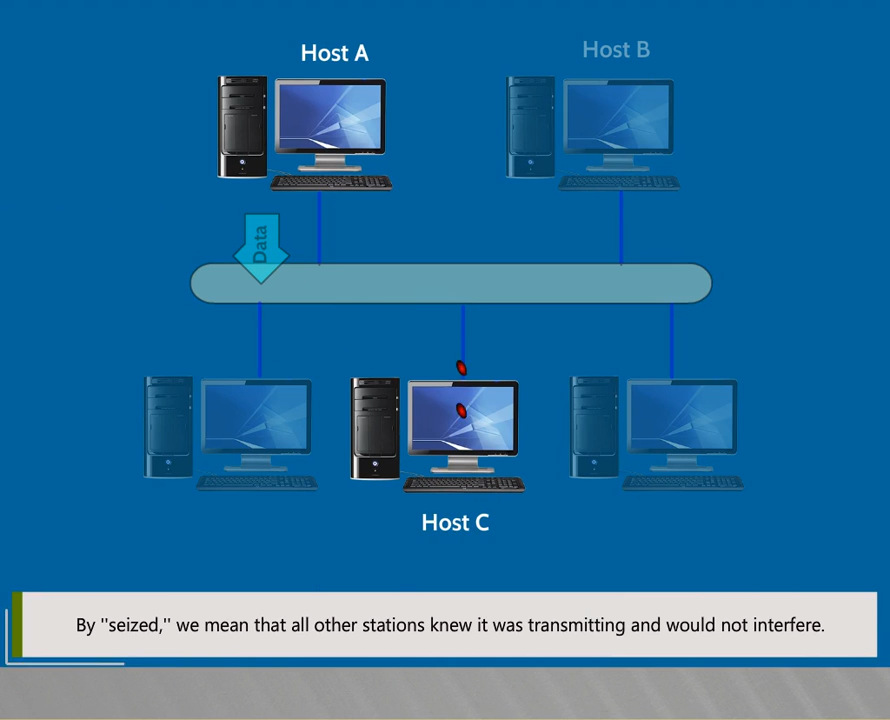 Host A
Host B
Data
Host C
By "seized," we mean that all other stations knew it was transmitting and would not interfere.